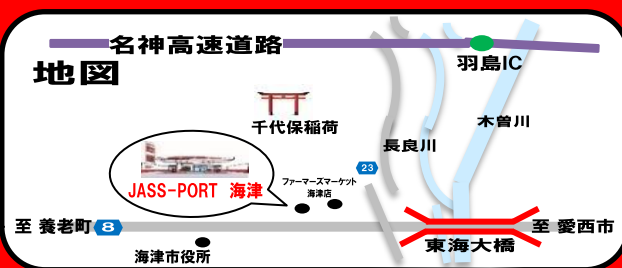 名神高速道路
地図
羽島IC
千代保稲荷
木曽川
長良川
23
JASS-PORT 海津
ファーマーズマーケット
海津店
至 養老町
8
至 愛西市
東海大橋
海津市役所